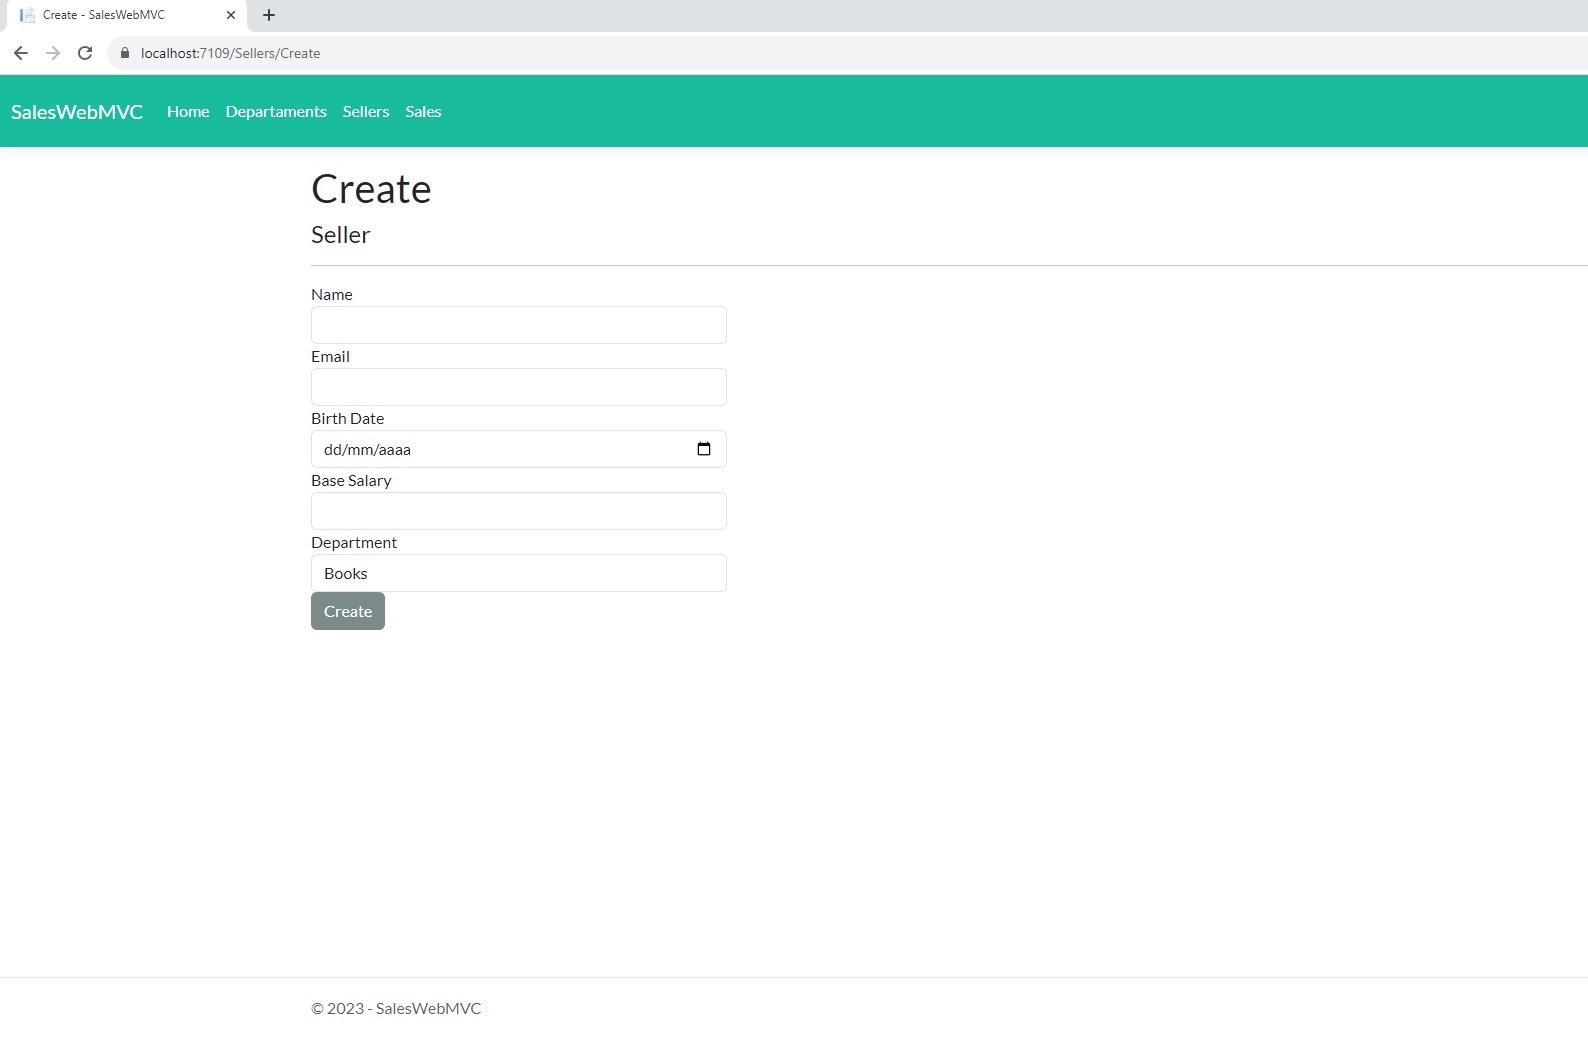 Create - SalesWebMVC
localhost:7109/Sellers/Create
SalesWebMVC Home Departaments Sellers Sales
Create
Seller
Name
Email
Birth Date
dd/mm/aaaa
Base Salary
Department
Books
Create
© 2023 - SalesWebMVC